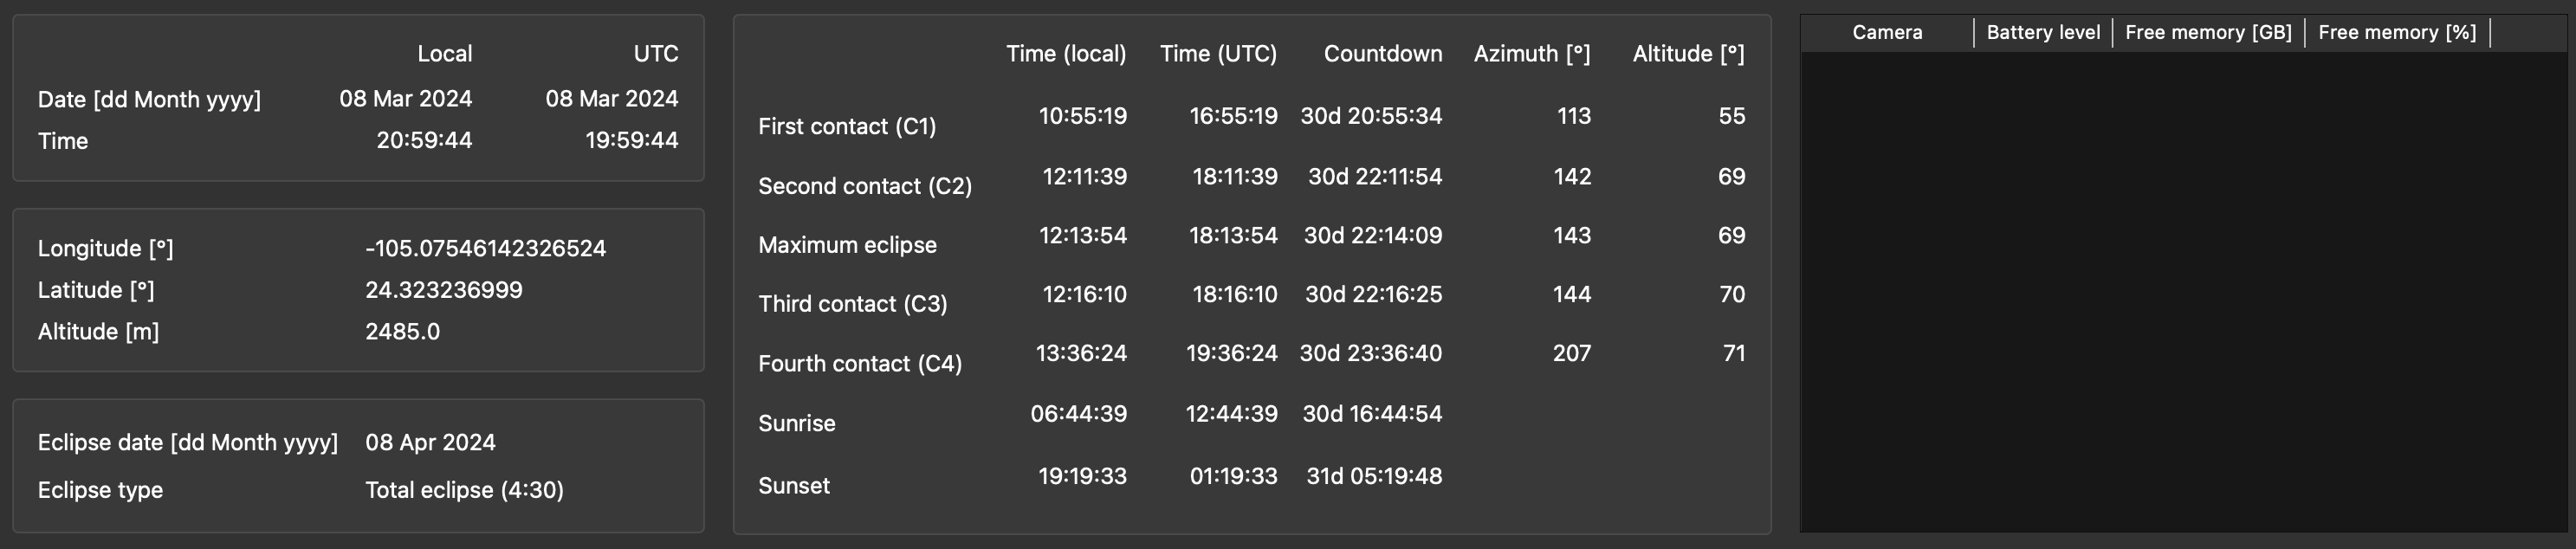 Local UTC
Date [dd Month yyyy] 08 Mar 2024 08 Mar 2024
Time 20:59:44 19:59:44
Longitude [°] -105.07546142326524
Latitude [°] 24.323236999
Altitude [m] 2485.0
Eclipse date [dd Month yyyy] 08 Apr 2024
Eclipse type Total eclipse (4:30)
Time (local) Time (UTC) Countdown Azimuth [°] Altitude [°]
First contact (C1) 10:55:19 16:55:19 30d 20:55:34 113 55
Second contact (C2) 12:11:39 18:11:39 30d 22:11:54 142 69
Maximum eclipse 12:13:54 18:13:54 30d 22:14:09 143 69
Third contact (C3) 12:16:10 18:16:10 30d 22:16:25 144 70
Fourth contact (C4) 13:36:24 19:36:24 30d 23:36:40 207 71
Sunrise 06:44:39 12:44:39 30d 16:44:54
Sunset 19:19:33 01:19:33 31d 05:19:48
Camera Battery level Free memory [GB] Free memory [%]